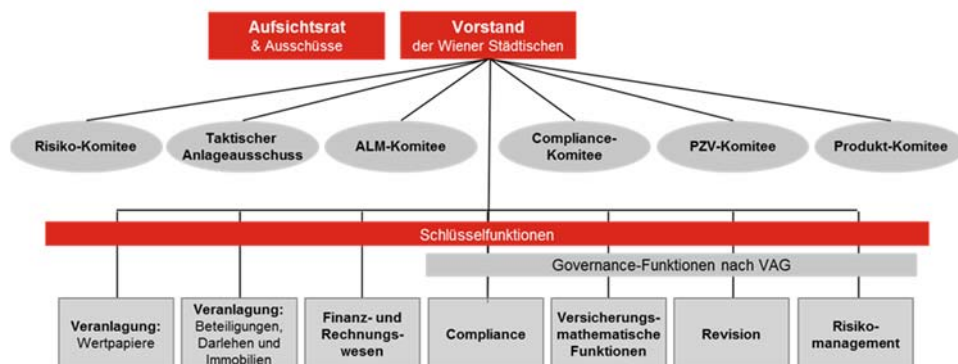 Aufsichtsrat
& Ausschüsse
Vorstand
der Wiener Städtischen
Risiko-Komitee
Taktischer
Anlageausschuss
ALM-Komitee
Compliance-
Komitee
PZV-Komitee
Produkt-Komitee
Schlüsselfunktionen
Governance-Funktionen nach VAG
Veranlagung:
Wertpapiere
Veranlagung:
Beteiligungen,
Darlehen und
Immobilien
Finanz- und
Rechnungs-
wesen
Compliance
Versicherungs-
mathematische
Funktionen
Revision
Risiko-
management